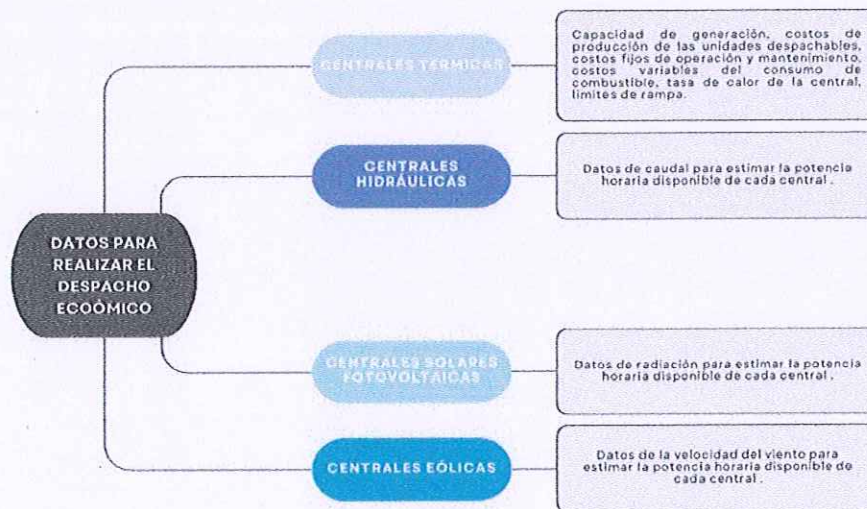 DATOS PARA
REALIZAR EL
DESPACHO
ECOÓMICO
CENTRALES TÉRMICAS
Capacidad de generación, costos de
producción de las unidades despachables,
costos fijos de operación y mantenimiento,
costos variables del consumo de
combustible, tasa de calor de la central,
límites de rampa.
CENTRALES
HIDRÁULICAS
Datos de caudal para estimar la potencia
horaria disponible de cada central .
CENTRALES SOLARES
FOTOVOLTAICAS
Datos de radiación para estimar la potencia
horaria disponible de cada central .
CENTRALES EÓLICAS
Datos de la velocidad del viento para
estimar la potencia horaria disponible de
cada central .